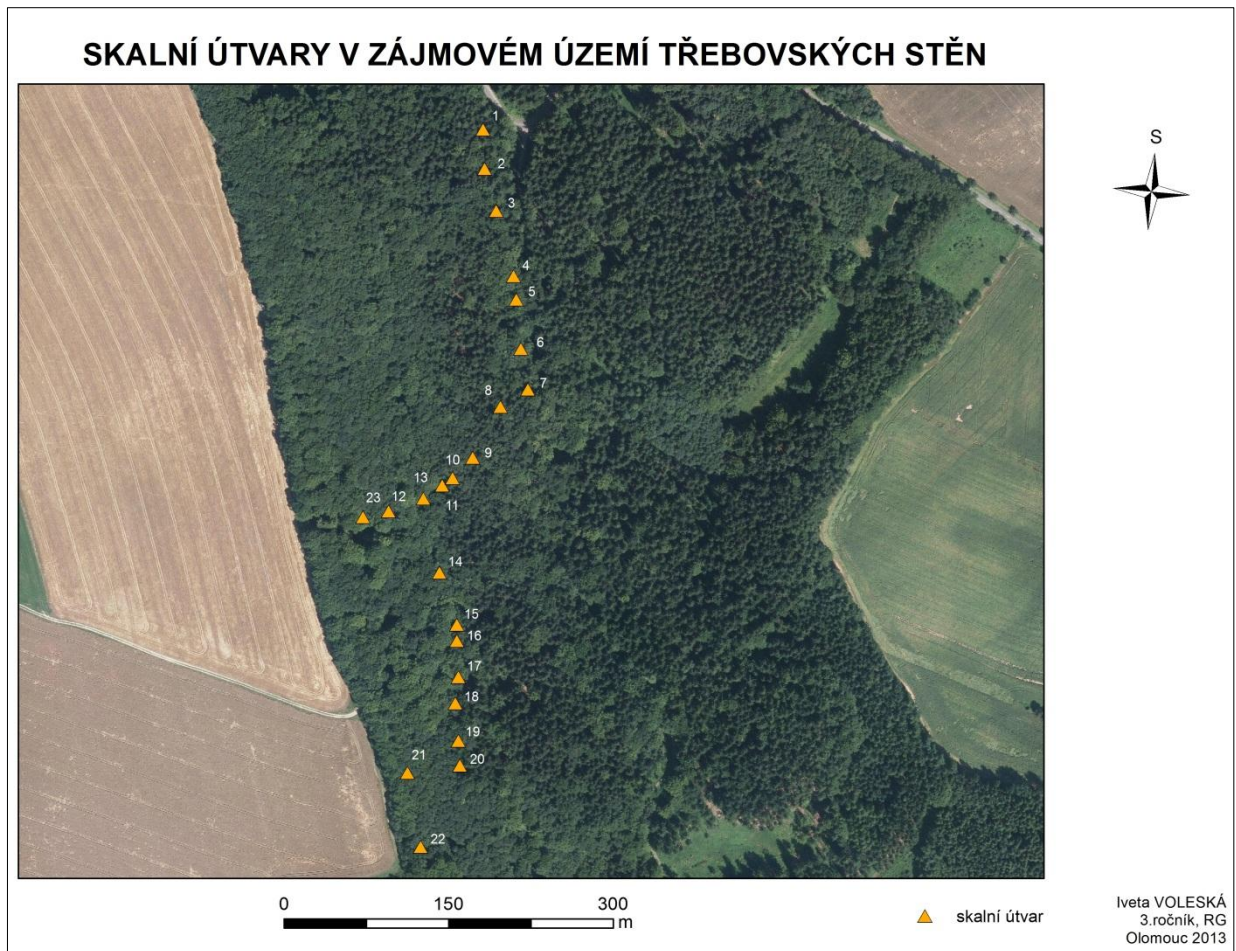 SKALNÍ ÚTVARY V ZÁJMOVÉM ÚZEMÍ TŘEBOVSKÝCH STĚN
S
1
2
3
4
5
6
7
8
9
10
13
11
12
23
14
15
16
17
18
19
20
21
22
0 150 300
m
skalní útvar
Iveta VOLESKÁ
3.ročník, RG
Olomouc 2013